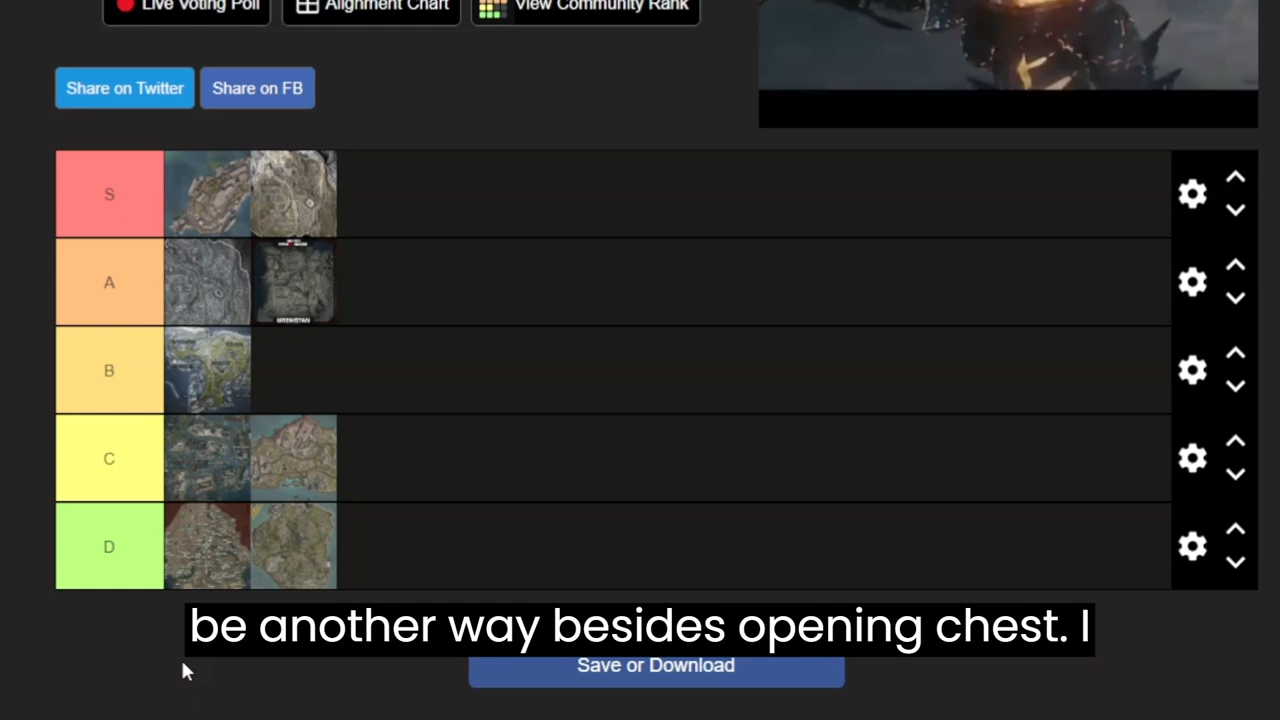 Live Voting Poll
Alignment Chart
View Community Rank
Share on Twitter
Share on FB
S
A
URZIKSTAN
B
C
D
be another way besides opening chest. I
Save or Download